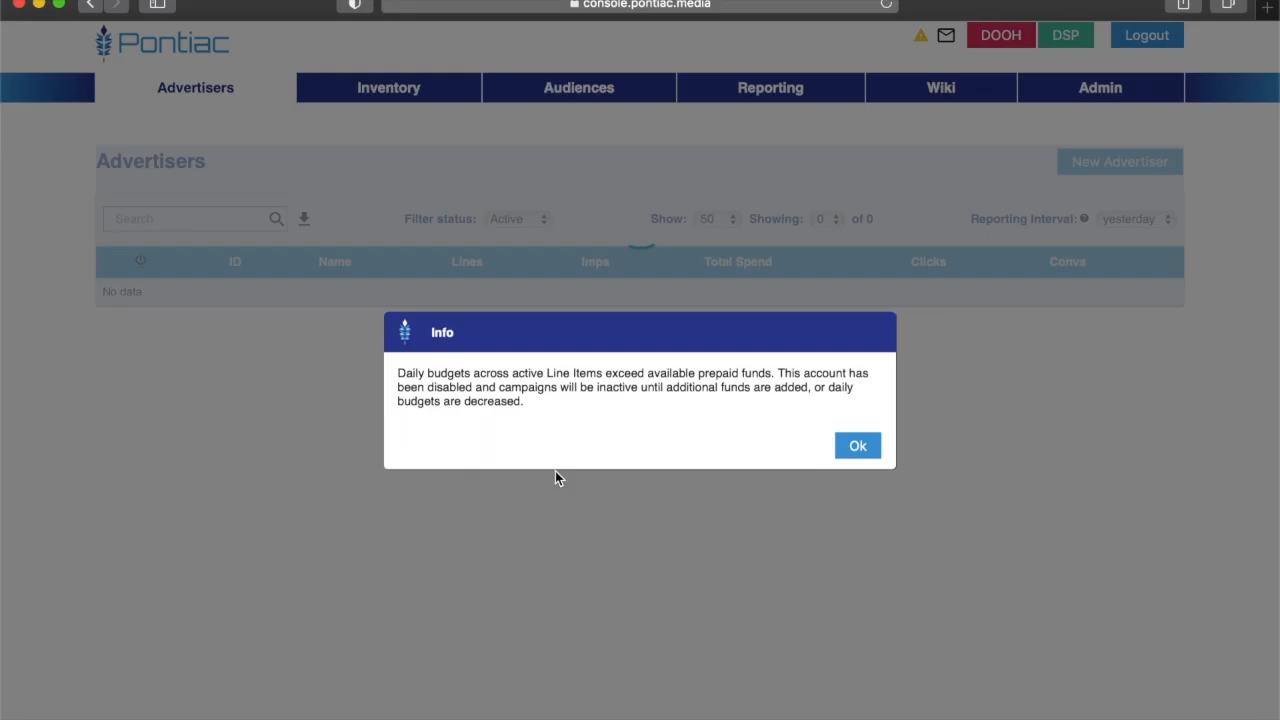 console.pontiac.media
Pontiac
DOOH
DSP
Logout
Advertisers
Inventory
Audiences
Reporting
Wiki
Admin
Advertisers
New Advertiser
Search
Filter status: Active
Show: 50
Showing: 0 of 0
Reporting Interval: yesterday
ID
Name
Lines
Imps
Total Spend
Clicks
Convs
No data
Info
Daily budgets across active Line Items exceed available prepaid funds. This account has
been disabled and campaigns will be inactive until additional funds are added, or daily
budgets are decreased.
Ok